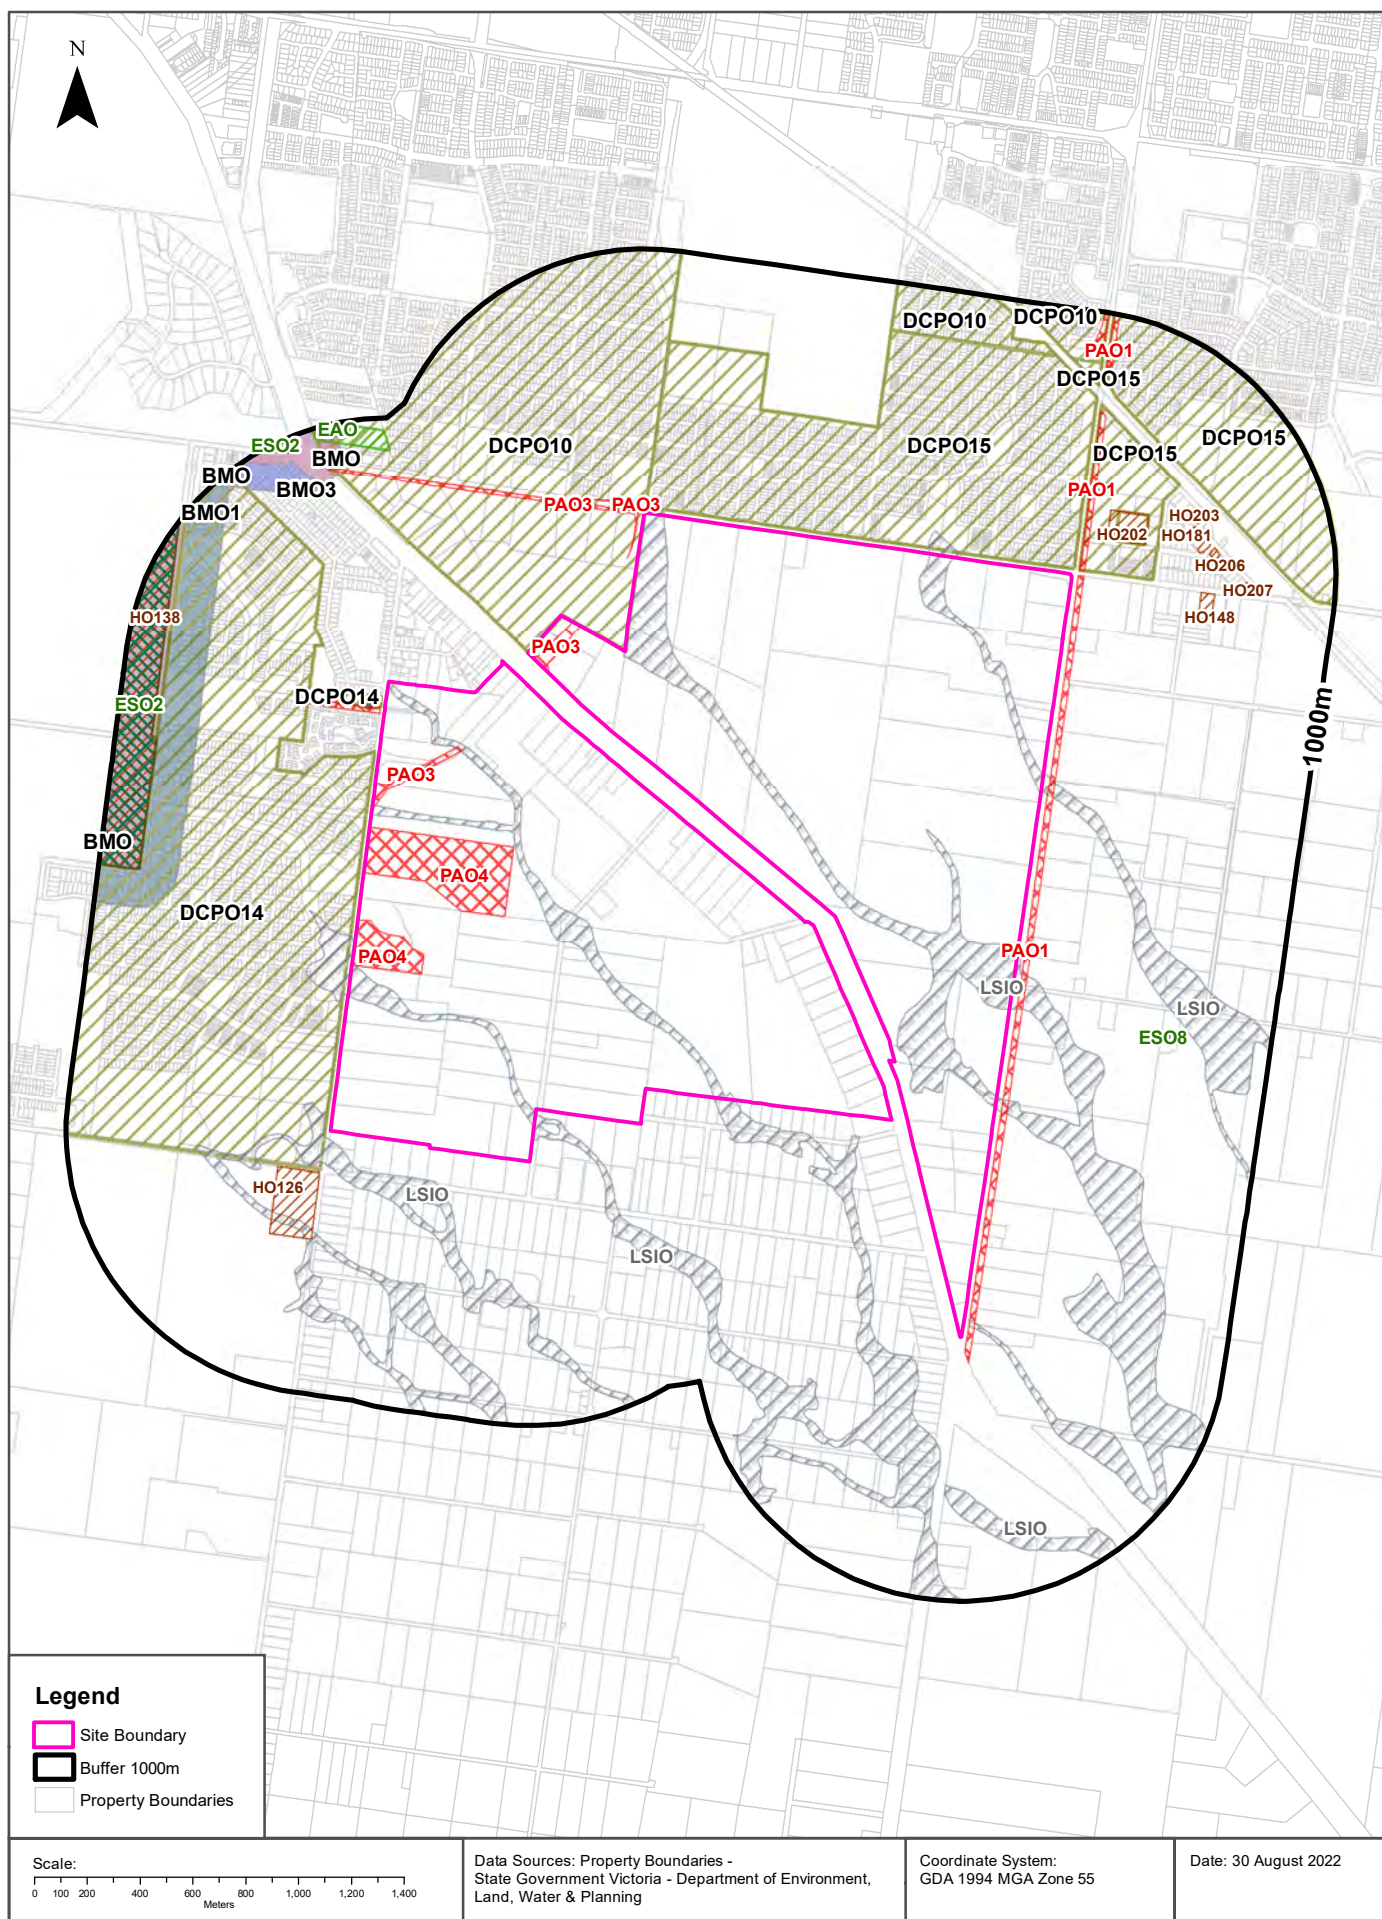 N
DCPO10
DCPO10
PAO1
DCPO15
EAO
ESO2
BMO
DCPO10
DCPO15
DCPO15
DCPO15
BMO
BMO3
PAO1
PAO3
PAO3
BMO1
HO203
HO202
HO181
HO206
HO207
HO138
HO148
PAO3
DCPO14
ESO2
1000m
PAO3
BMO
PAO4
DCPO14
PAO4
PAO1
LSIO
LSIO
ESO8
HO126
LSIO
LSIO
LSIO
Legend
Site Boundary
Buffer 1000m
Property Boundaries
Scale:
0 100 200 400 600 800 1,000 1,200 1,400
Meters
Data Sources: Property Boundaries -
State Government Victoria - Department of Environment,
Land, Water & Planning
Coordinate System:
GDA 1994 MGA Zone 55
Date: 30 August 2022